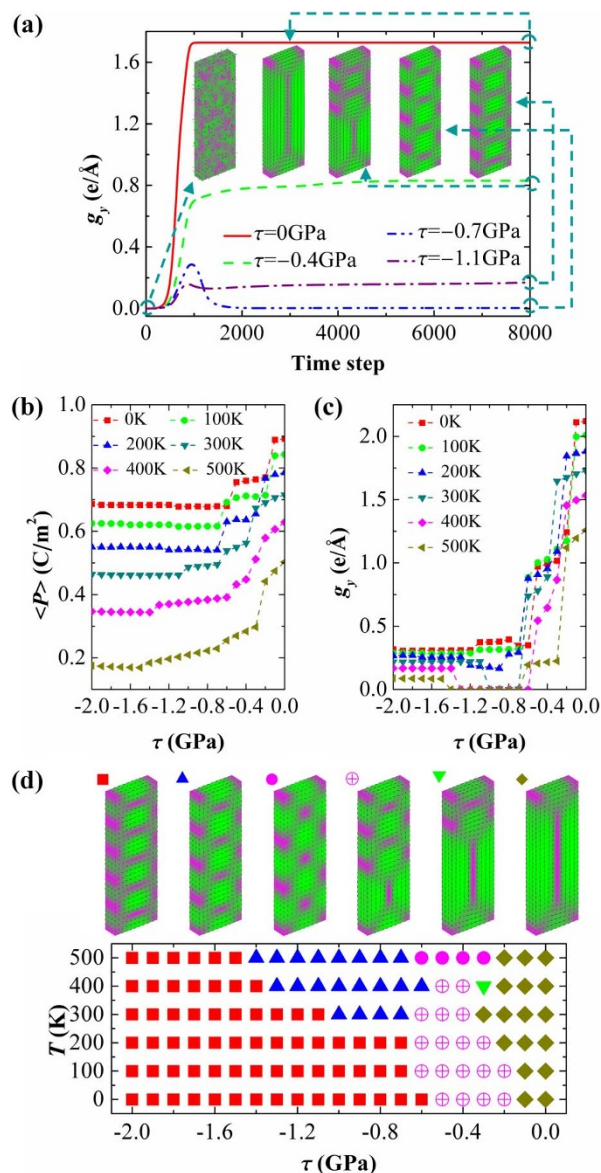 (a)
1.6
1.2
0.8
0.4
0.0
g_y (e/Å)
τ=0GPa
τ=−0.7GPa
τ=−0.4GPa
τ=−1.1GPa
0 2000 4000 6000 8000
Time step
(b)
1.0
0.8
0.6
0.4
0.2
<P> (C/m²)
0K 100K
200K 300K
400K 500K
-2.0 -1.6 -1.2 -0.8 -0.4 0.0
τ (GPa)
(c)
2.0
1.5
1.0
0.5
0.0
g_y (e/Å)
0K
100K
200K
300K
400K
500K
-2.0 -1.6 -1.2 -0.8 -0.4 0.0
τ (GPa)
(d)
500
400
300
200
100
0
T (K)
-2.0 -1.6 -1.2 -0.8 -0.4 0.0
τ (GPa)